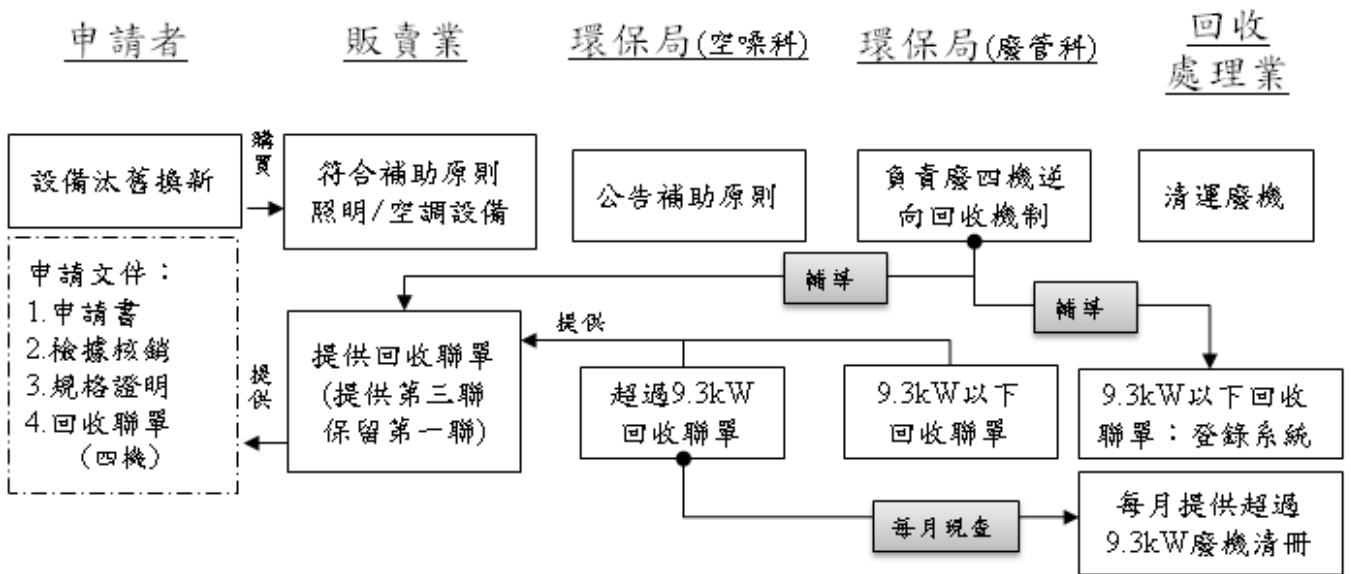 申請者
販賣業
環保局(空噪科)
環保局(廢管科)
回收
處理業
設備汰舊換新
購買
符合補助原則
照明/空調設備
公告補助原則
負責廢四機逆
向回收機制
清運廢機
輔導
輔導
申請文件：
1.申請書
2.檢據核銷
3.規格證明
4.回收聯單
(四機)
提供
提供回收聯單
(提供第三聯
保留第一聯)
提供
超過9.3kW
回收聯單
9.3kW以下
回收聯單
9.3kW以下回收
聯單：登錄系統
每月現查
每月提供超過
9.3kW廢機清冊